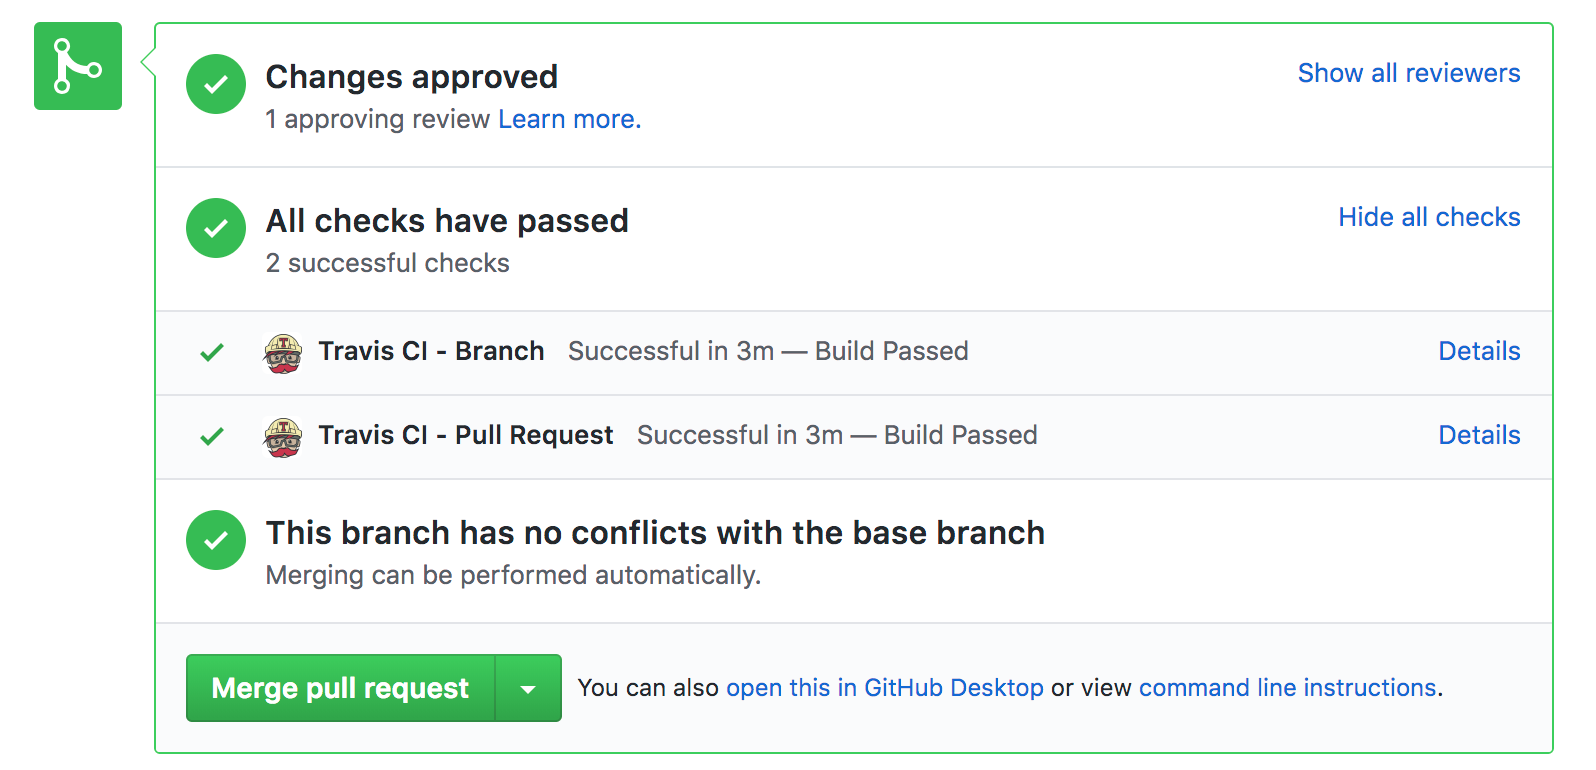 Changes approved
Show all reviewers
1 approving review Learn more.
All checks have passed
Hide all checks
2 successful checks
Travis CI - Branch Successful in 3m — Build Passed Details
Travis CI - Pull Request Successful in 3m — Build Passed Details
This branch has no conflicts with the base branch
Merging can be performed automatically.
Merge pull request You can also open this in GitHub Desktop or view command line instructions.